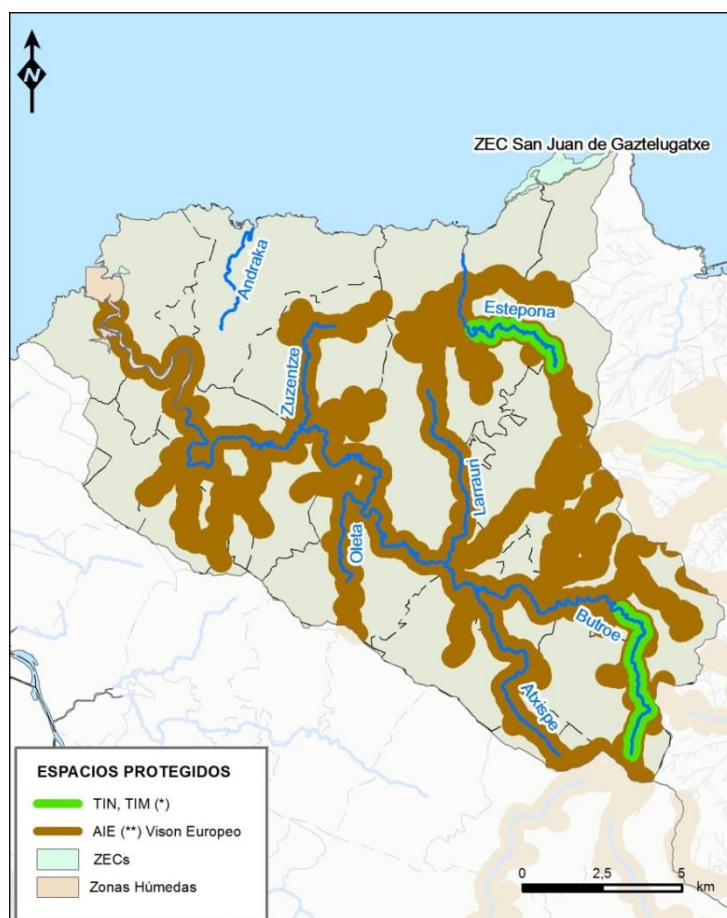 N
ZEC San Juan de Gaztelugatxe
Andraka
Estepona
Zuzentze
Larrauri
Oleta
Butroe
Atxispe
ESPACIOS PROTEGIDOS
TIN, TIM (*)
AIE (**) Vison Europeo
ZECs
Zonas Húmedas
0 2,5 5
km